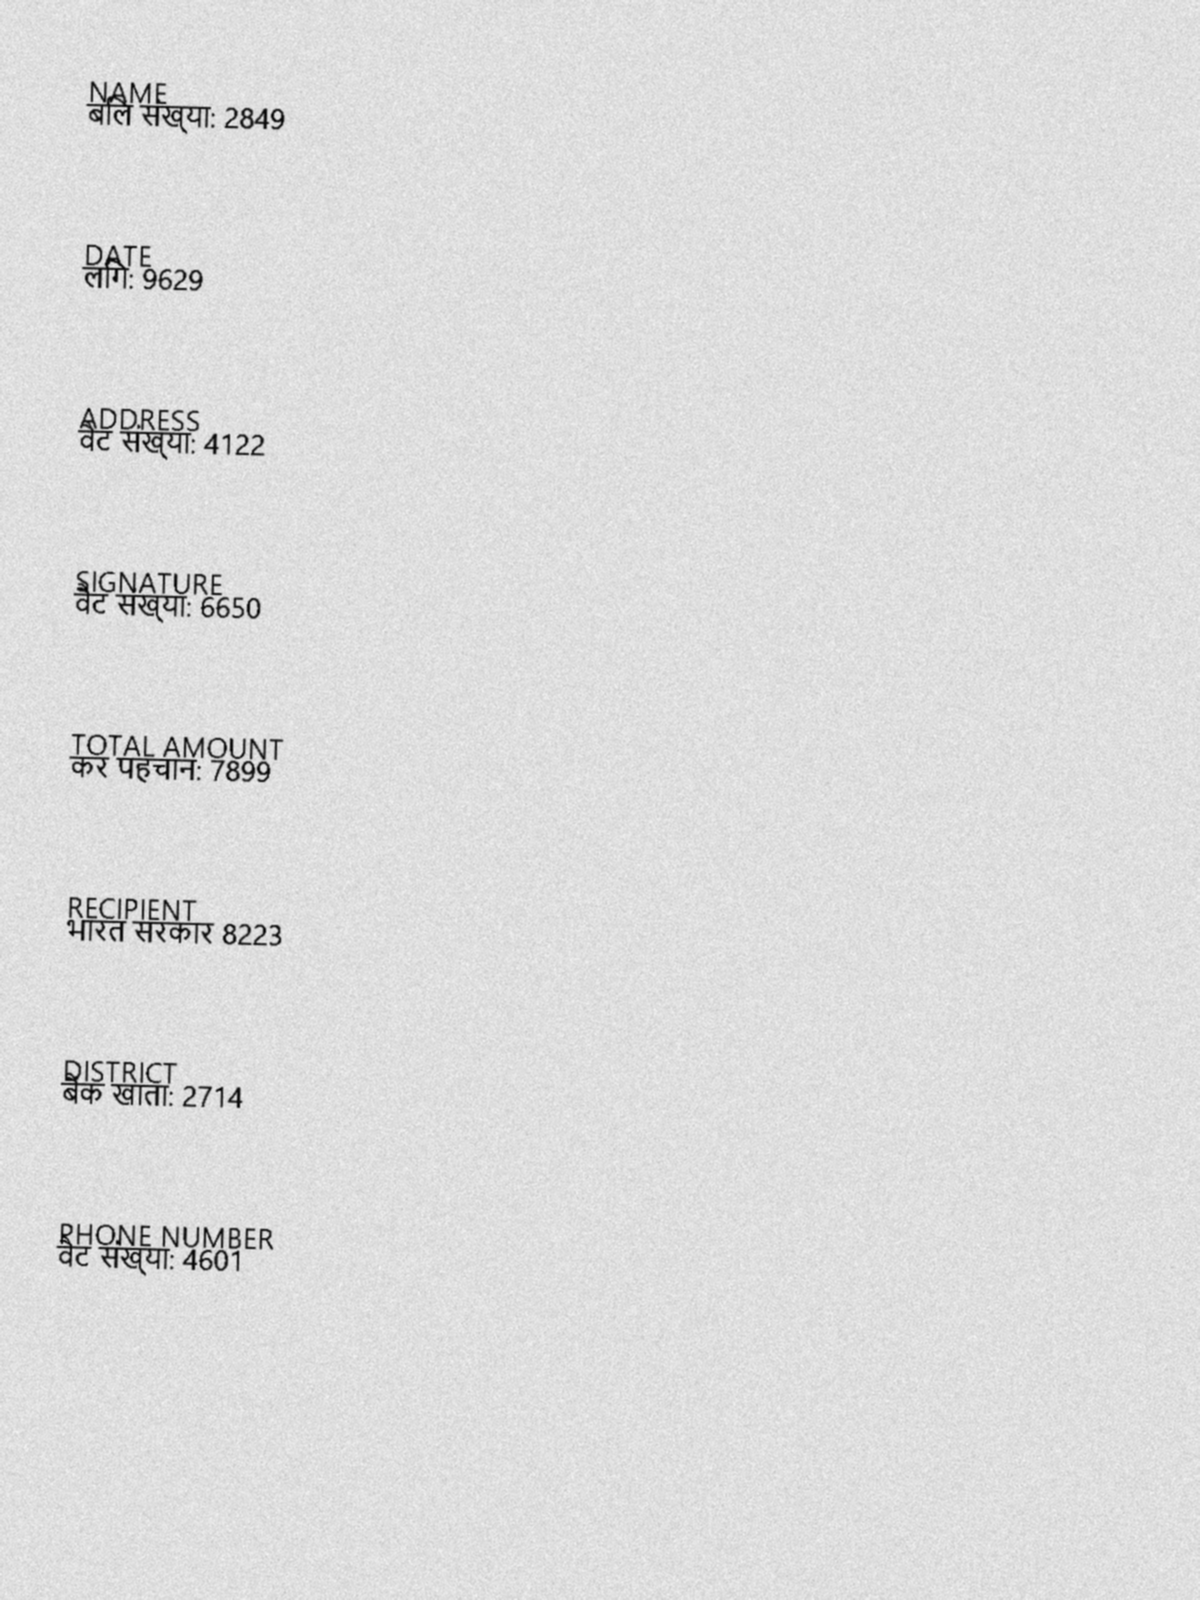 NAME
बिल संख्या: 2849
DATE
लिंग: 9629
ADDRESS
वैट संख्या: 4122
SIGNATURE
वैट संख्या: 6650
TOTAL AMOUNT
कर पहचान: 7899
RECIPIENT
भारत सरकार 8223
DISTRICT
बैंक खाता: 2714
PHONE NUMBER
वैट संख्या: 4601